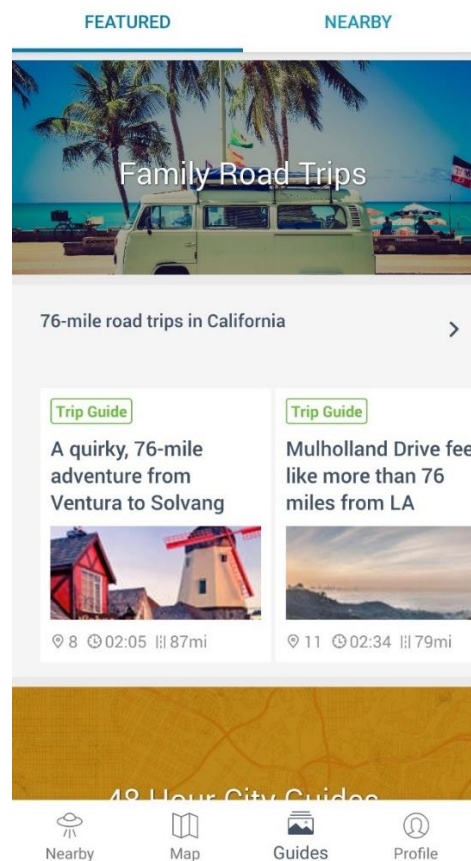 FEATURED NEARBY
Family Road Trips
76-mile road trips in California
Trip Guide
A quirky, 76-mile
adventure from
Ventura to Solvang
8 02:05 87mi
Trip Guide
Mulholland Drive fee
like more than 76
miles from LA
11 02:34 79mi
48 Hour City Guides
Nearby Map Guides Profile